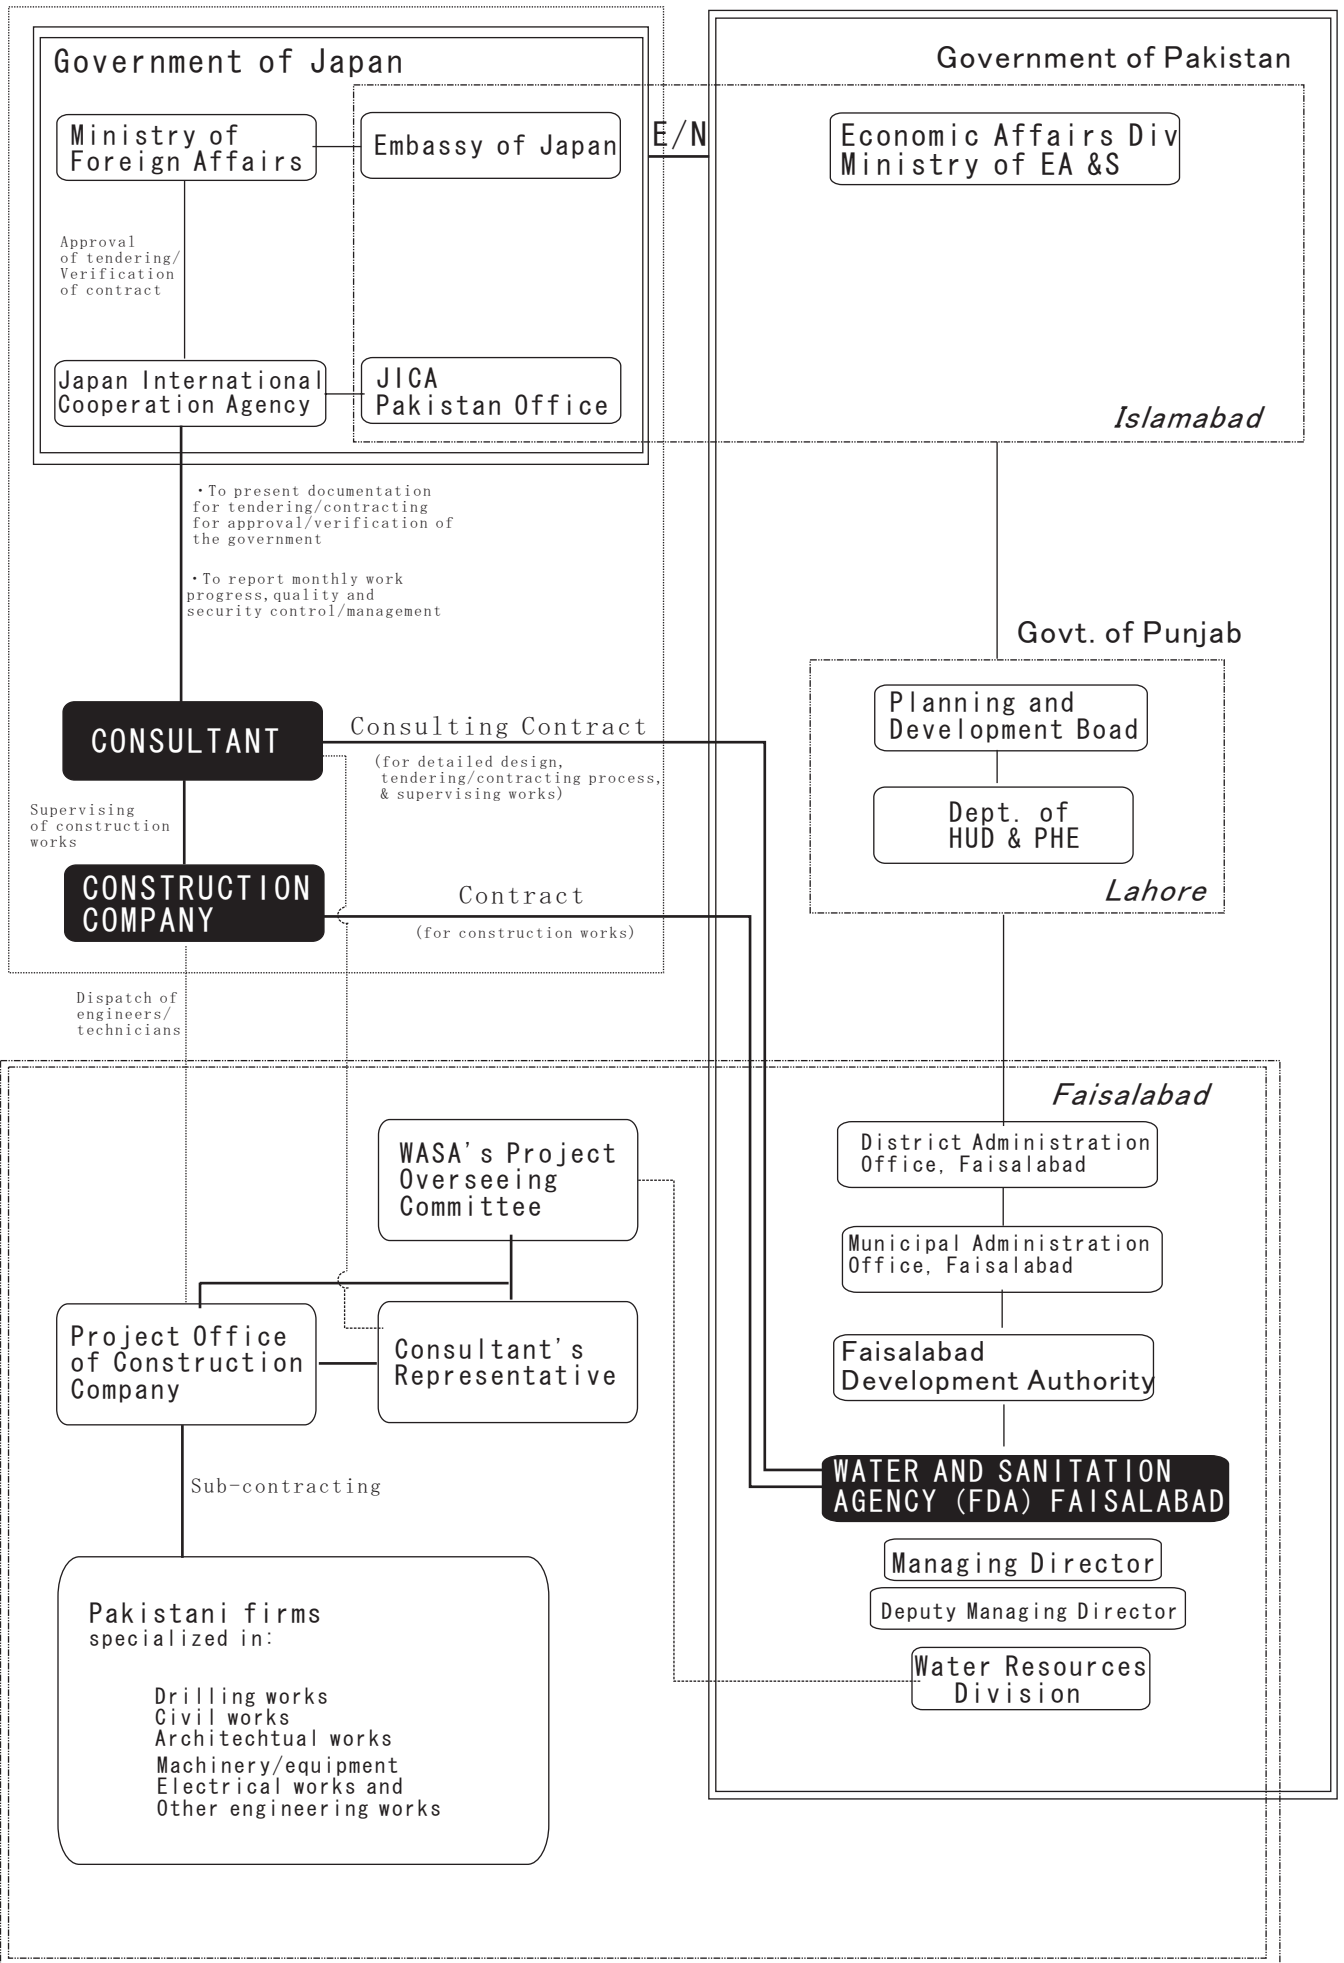 Government of Japan
Government of Pakistan
Ministry of
Foreign Affairs
Embassy of Japan
E/N
Economic Affairs Div
Ministry of EA &S
Approval
of tendering/
Verification
of contract
Japan International
Cooperation Agency
JICA
Pakistan Office
Islamabad
・To present documentation
for tendering/contracting
for approval/verification of
the government
・To report monthly work
progress, quality and
security control/management
Govt. of Punjab
Planning and
Development Boad
Dept. of
HUD & PHE
Lahore
CONSULTANT
Consulting Contract
(for detailed design,
tendering/contracting process,
& supervising works)
Supervising
of construction
works
CONSTRUCTION
COMPANY
Contract
(for construction works)
Dispatch of
engineers/
technicians
Faisalabad
WASA's Project
Overseeing
Committee
District Administration
Office, Faisalabad
Municipal Administration
Office, Faisalabad
Project Office
of Construction
Company
Consultant's
Representative
Faisalabad
Development Authority
Sub-contracting
WATER AND SANITATION
AGENCY (FDA) FAISALABAD
Managing Director
Deputy Managing Director
Water Resources
Division
Pakistani firms
specialized in:
Drilling works
Civil works
Architechtual works
Machinery/equipment
Electrical works and
Other engineering works